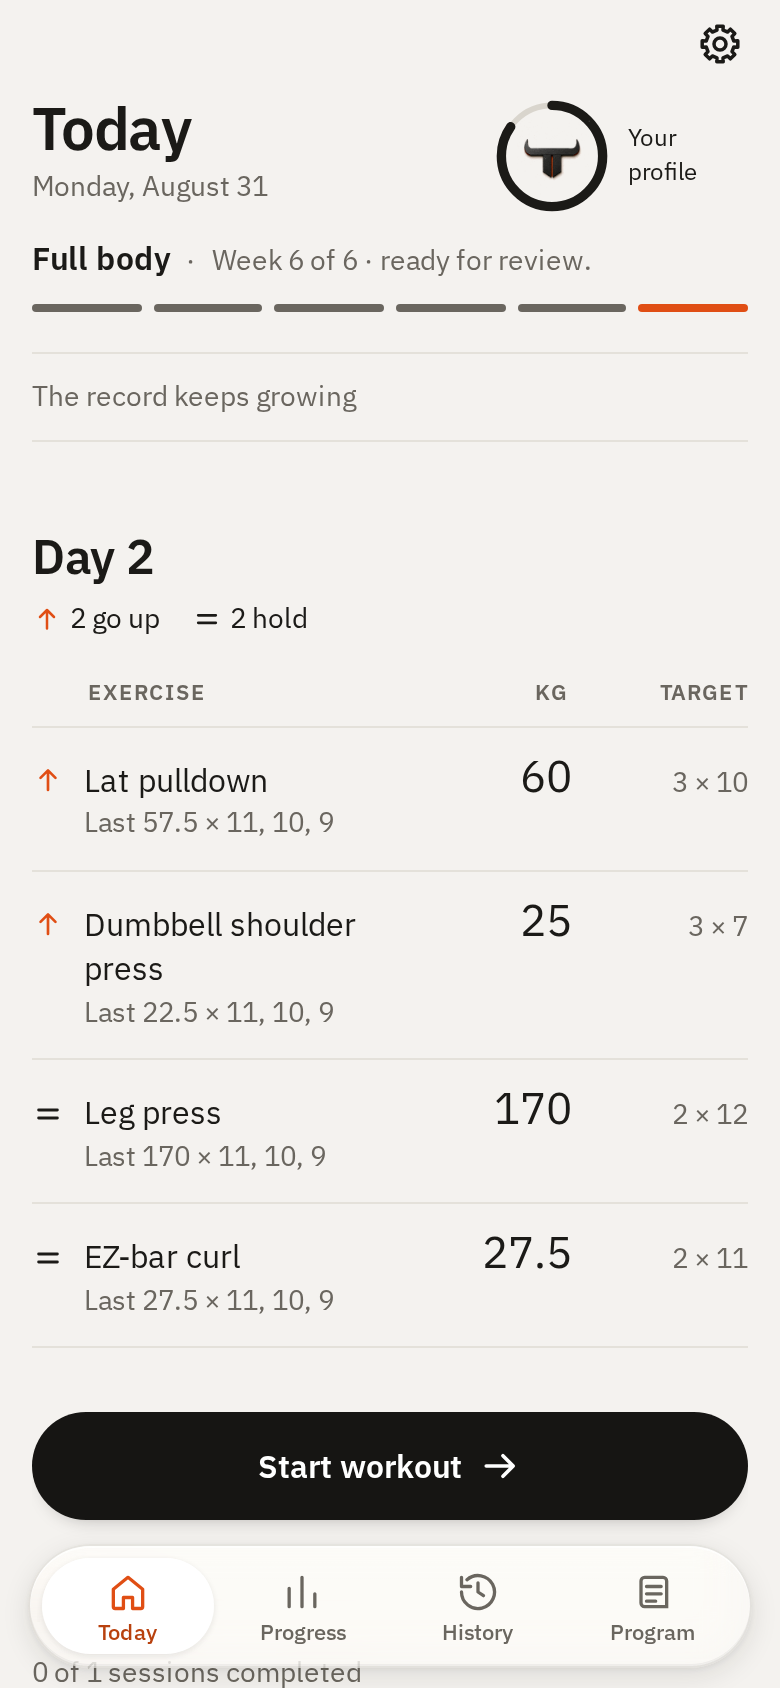 Today
Monday, August 31
Your
profile
Full body · Week 6 of 6 · ready for review.
The record keeps growing
Day 2
↑ 2 go up = 2 hold
EXERCISE KG TARGET
↑ Lat pulldown 60 3 × 10
Last 57.5 × 11, 10, 9
↑ Dumbbell shoulder 25 3 × 7
press
Last 22.5 × 11, 10, 9
= Leg press 170 2 × 12
Last 170 × 11, 10, 9
= EZ-bar curl 27.5 2 × 11
Last 27.5 × 11, 10, 9
Start workout →
Today Progress History Program
0 of 1 sessions completed